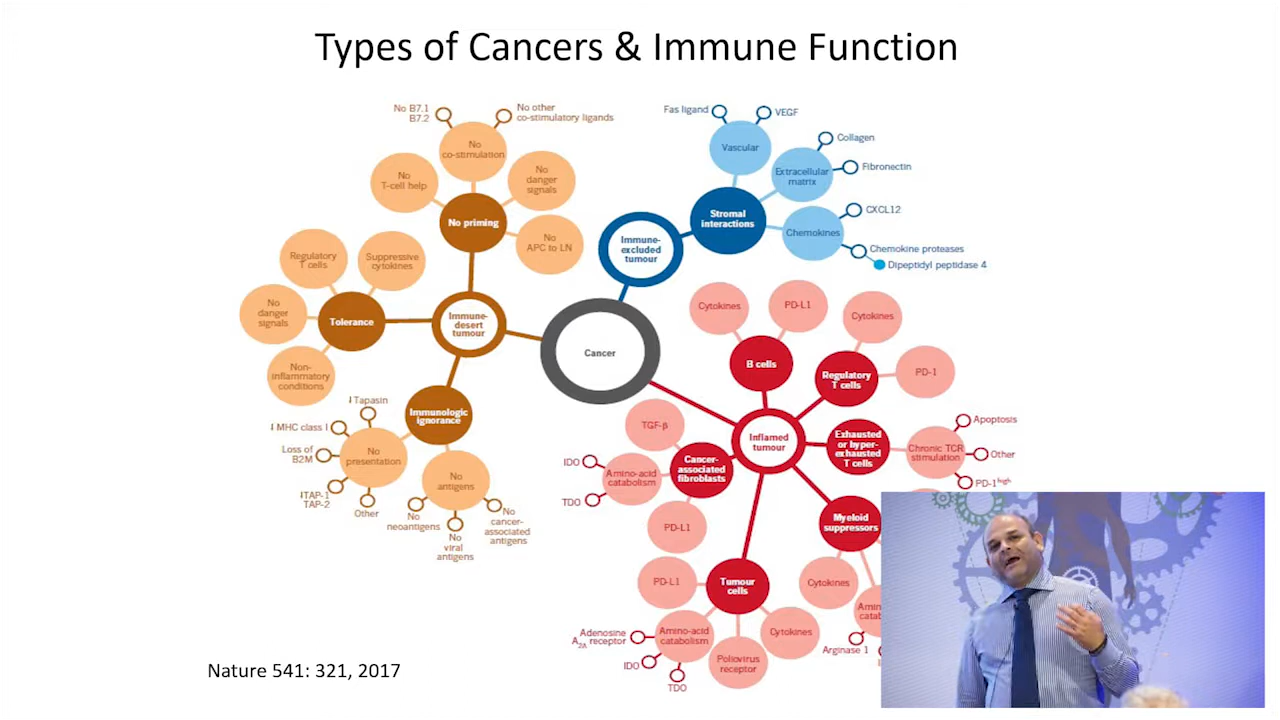 Types of Cancers & Immune Function
No B7.1
B7.2
No other
co-stimulatory ligands
No
co-stimulation
No
T-cell help
No
danger
signals
No priming
No
APC to LN
Regulatory
T cells
Suppressive
cytokines
No
danger
signals
Tolerance
Non-
inflammatory
conditions
Immune-
desert
tumour
Immunologic
ignorance
↓ Tapasin
↓ MHC class I
Loss of
B2M
No
presentation
↓TAP-1
TAP-2
Other
No
antigens
No
neoantigens
No
viral
antigens
No
cancer-
associated
antigens
Cancer
Immune-
excluded
tumour
Stromal
interactions
Fas ligand
VEGF
Vascular
Collagen
Extracellular
matrix
Fibronectin
CXCL12
Chemokines
Chemokine proteases
Dipeptidyl peptidase 4
Cytokines
PD-L1
B cells
Cytokines
Regulatory
T cells
PD-1
Inflamed
tumour
Exhausted
or hyper-
exhausted
T cells
Chronic TCR
stimulation
Apoptosis
Other
PD-1high
TGF-β
Cancer-
associated
fibroblasts
IDO
Amino-acid
catabolism
TDO
PD-L1
Myeloid
suppressors
Cytokines
Amin
catab
Arginase 1
Tumour
cells
PD-L1
Adenosine
A2A receptor
Amino-acid
catabolism
IDO
TDO
Poliovirus
receptor
Cytokines
Nature 541: 321, 2017